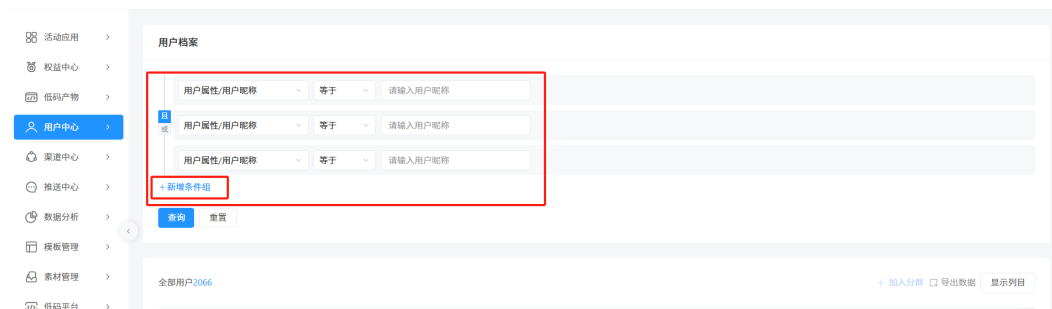 活动应用
权益中心
低码产物
用户中心
渠道中心
推送中心
数据分析
模板管理
素材管理
低码平台
用户档案
用户属性/用户昵称 等于 请输入用户昵称
且
或
用户属性/用户昵称 等于 请输入用户昵称
用户属性/用户昵称 等于 请输入用户昵称
+新增条件组
查询 重置
全部用户2066 + 加入分群 导出数据 显示列目